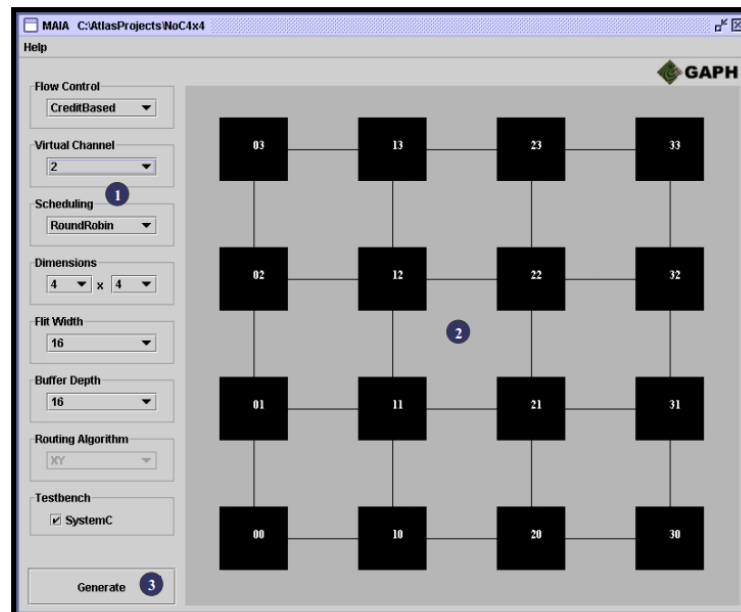 MAIA C:\AtlasProjects\NoC4x4
Help
GAPH
Flow Control
CreditBased
Virtual Channel
2
1
Scheduling
RoundRobin
Dimensions
4 x 4
Flit Width
16
Buffer Depth
16
Routing Algorithm
XY
Testbench
SystemC
Generate 3
03 13 23 33
02 12 22 32
2
01 11 21 31
00 10 20 30